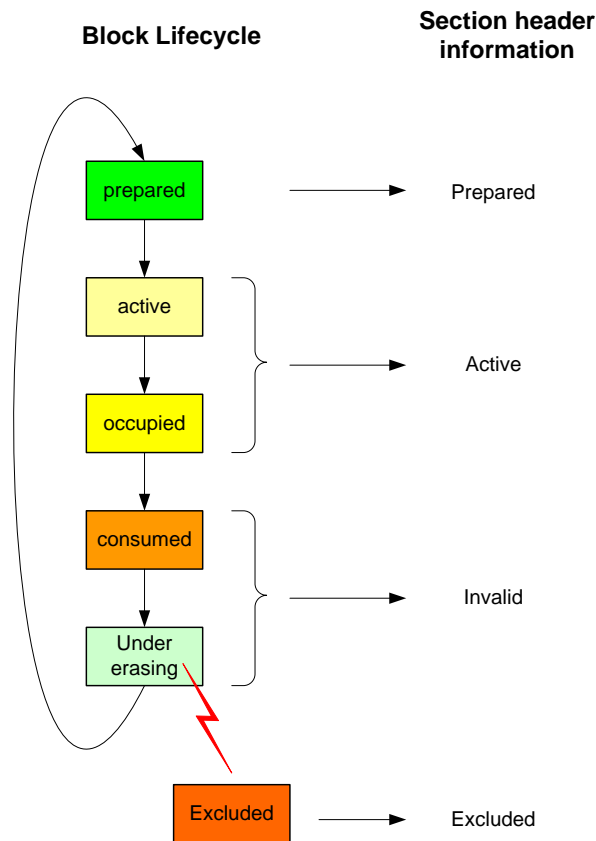 Block Lifecycle
Section header
information
prepared
Prepared
active
Active
occupied
consumed
Invalid
Under
erasing
Excluded
Excluded